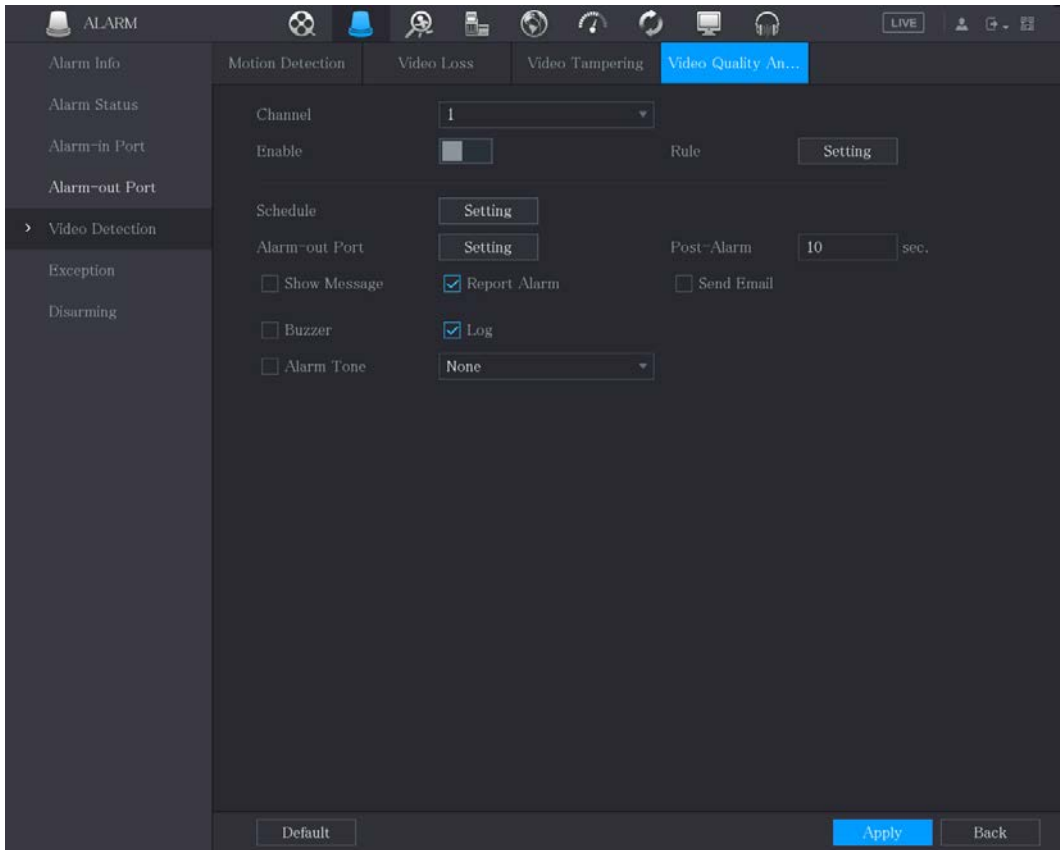 ALARM
LIVE
Alarm Info
Alarm Status
Alarm-in Port
Alarm-out Port
Video Detection
Exception
Disarming
Motion Detection Video Loss Video Tampering Video Quality An...
Channel 1
Enable Rule Setting
Schedule Setting
Alarm-out Port Setting Post-Alarm 10 sec.
Show Message Report Alarm Send Email
Buzzer Log
Alarm Tone None
Default Apply Back